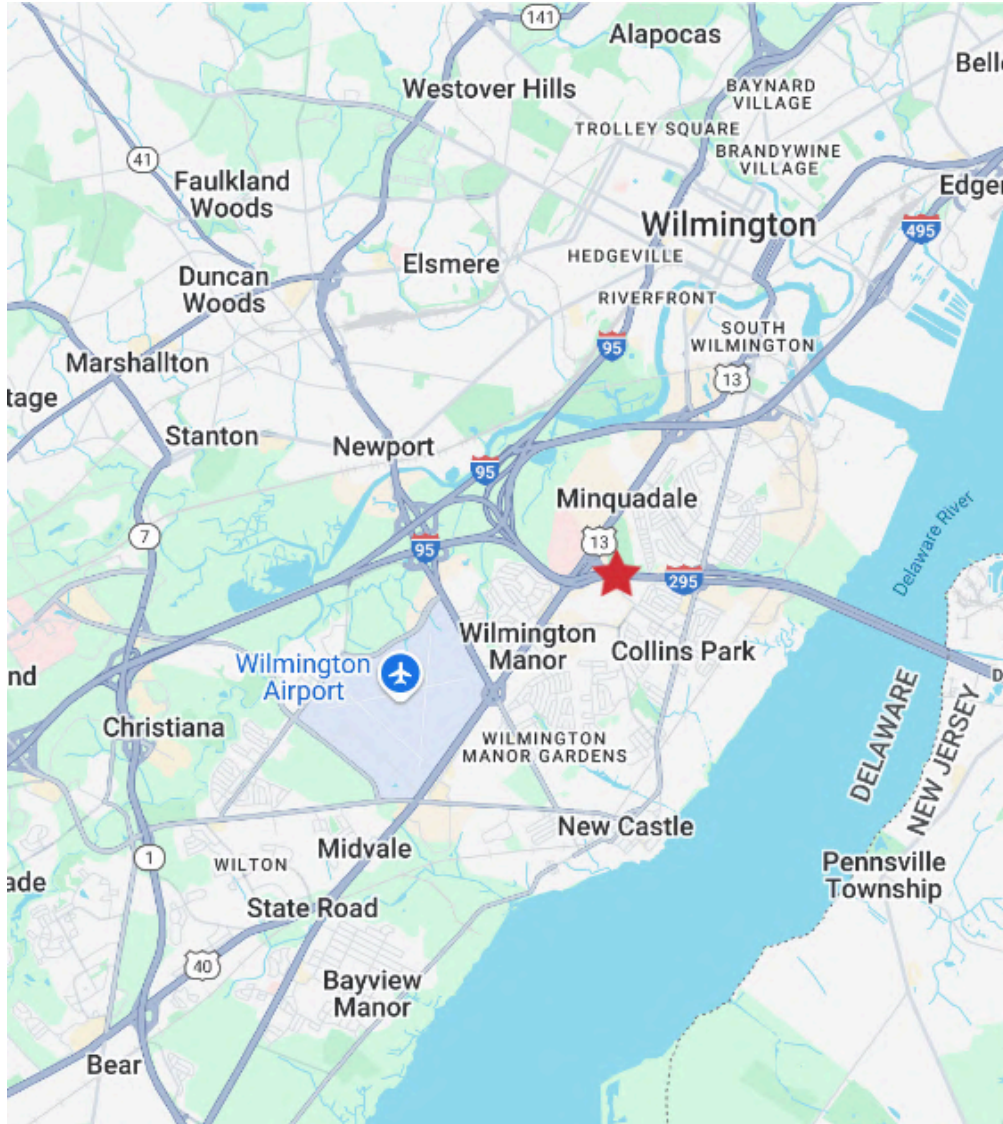 141
Alapocas
Belle
Westover Hills
BAYNARD
VILLAGE
TROLLEY SQUARE
BRANDYWINE
VILLAGE
41
Faulkland
Woods
Edger
Wilmington
495
HEDGEVILLE
Elsmere
Duncan
Woods
RIVERFRONT
SOUTH
WILMINGTON
95
Marshallton
13
tage
Stanton
Newport
95
Minquadale
7
95
13
295
Delaware River
Wilmington
Manor
Collins Park
Wilmington
Airport
nd
D
Christiana
WILMINGTON
MANOR GARDENS
DELAWARE
NEW JERSEY
New Castle
Midvale
1
WILTON
Pennsville
Township
ade
State Road
40
Bayview
Manor
Bear